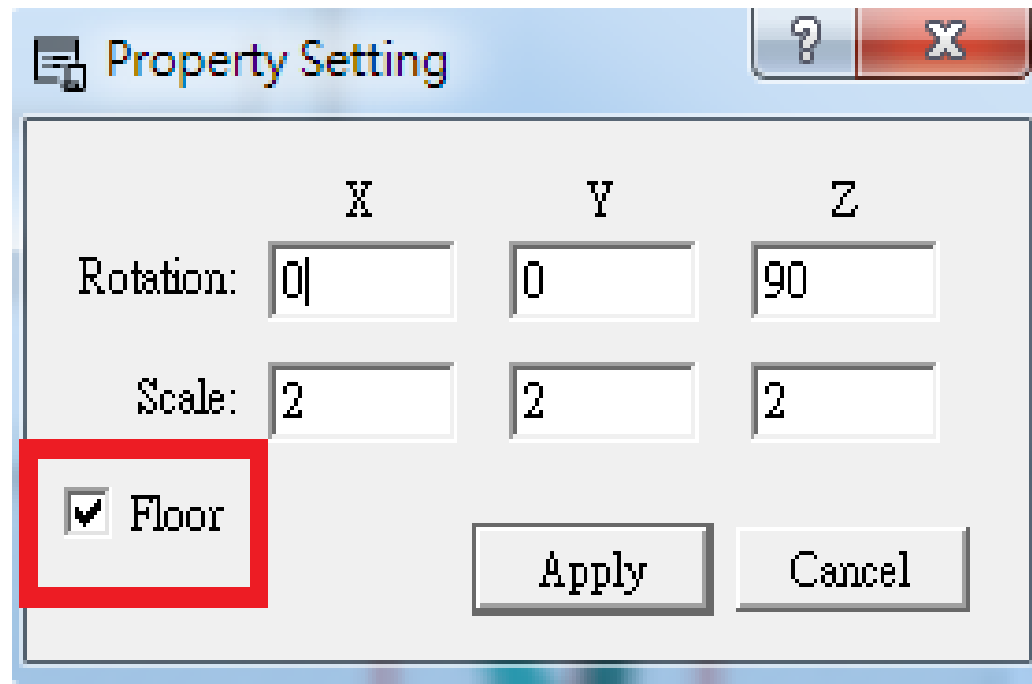 Property Setting
X Y Z
Rotation: 0 0 90
Scale: 2 2 2
Floor
Apply Cancel